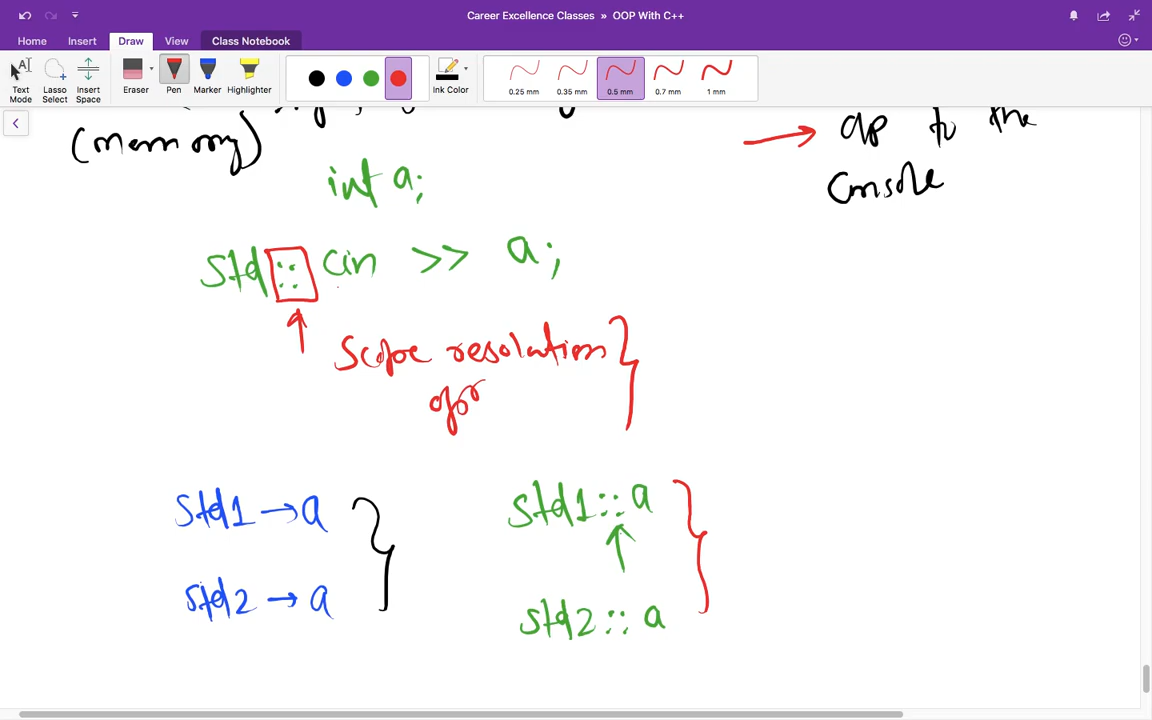 Career Excellence Classes » OOP With C++
Home Insert Draw View Class Notebook
Text Mode
Lasso Select
Insert Space
Eraser
Pen
Marker
Highlighter
Ink Color
0.25 mm
0.35 mm
0.5 mm
0.7 mm
1 mm
(memory)
op to the
console
int a;
std :: cin >> a;
Scope resolution
opr
std1 → a
std2 → a
std1 :: a
std2 :: a